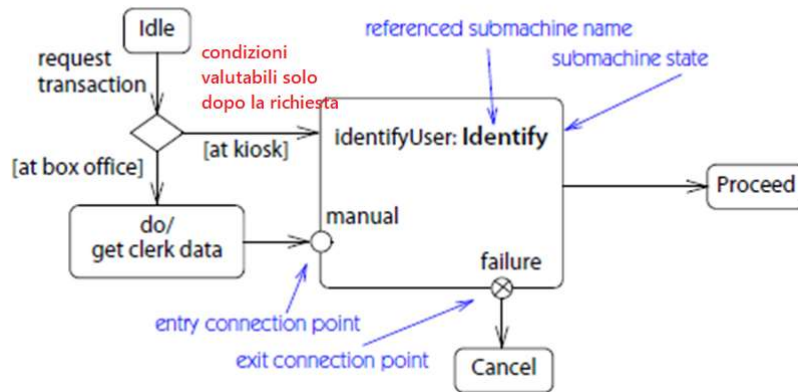 Idle
request
transaction
condizioni
valutabili solo
dopo la richiesta
referenced submachine name
submachine state
[at box office]
[at kiosk]
identifyUser: Identify
Proceed
do/
get clerk data
manual
failure
entry connection point
exit connection point
Cancel